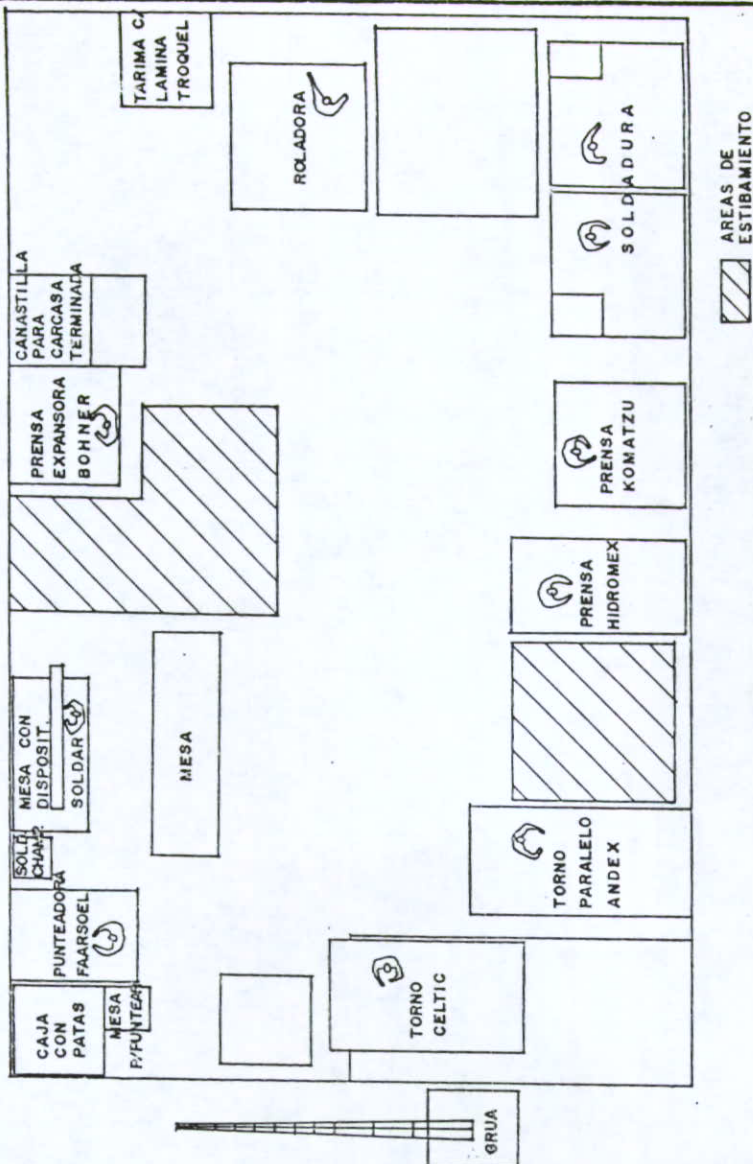 CAJA
CON
PATAS
MESA
P/PUNTEAR
PUNTEADORA
FAARSOEL
SOLD.
MESA CON
DISPOSIT.
SOLDAR
MESA
PRENSA
EXPANSORA
BOHNER
CANASTILLA
PARA
CARCASA
TERMINADA
TARIMA C/
LAMINA
TROQUEL
ROLADORA
GRUA
TORNO
CELTIC
TORNO
PARALELO
ANDEX
PRENSA
HIDROMEX
PRENSA
KOMATZU
SOLDADURA
AREAS DE
ESTIBAMIENTO